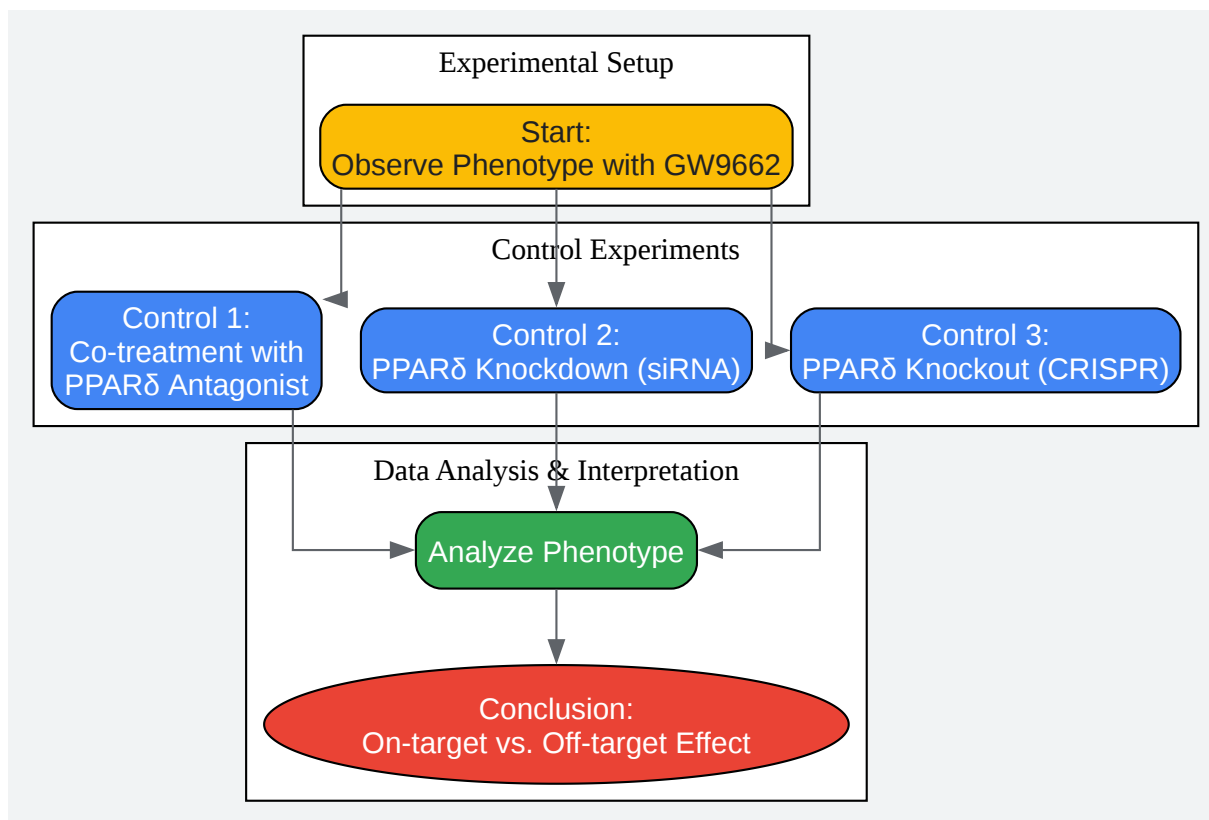 Experimental Setup
Start:
Observe Phenotype with GW9662
Control Experiments
Control 1:
Co-treatment with
PPARδ Antagonist
Control 2:
PPARδ Knockdown (siRNA)
Control 3:
PPARδ Knockout (CRISPR)
Data Analysis & Interpretation
Analyze Phenotype
Conclusion:
On-target vs. Off-target Effect